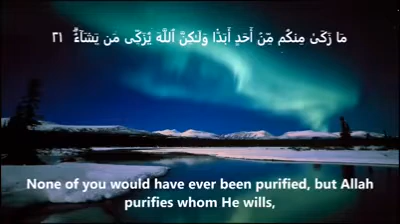 مَا زَكَىٰ مِنكُم مِّنْ أَحَدٍ أَبَدًا وَلَـٰكِنَّ ٱللَّهَ يُزَكِّى مَن يَشَآءُ ۗ ٢١
None of you would have ever been purified, but Allah
purifies whom He wills,